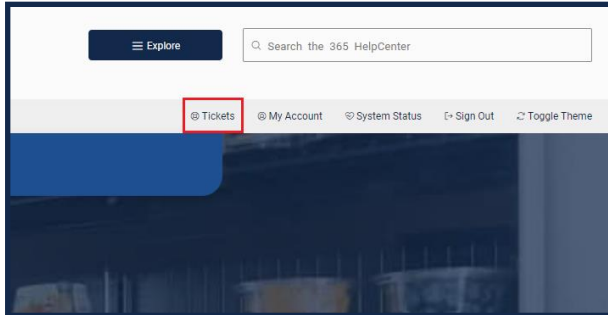 Explore
Search the 365 HelpCenter
Tickets My Account System Status Sign Out Toggle Theme